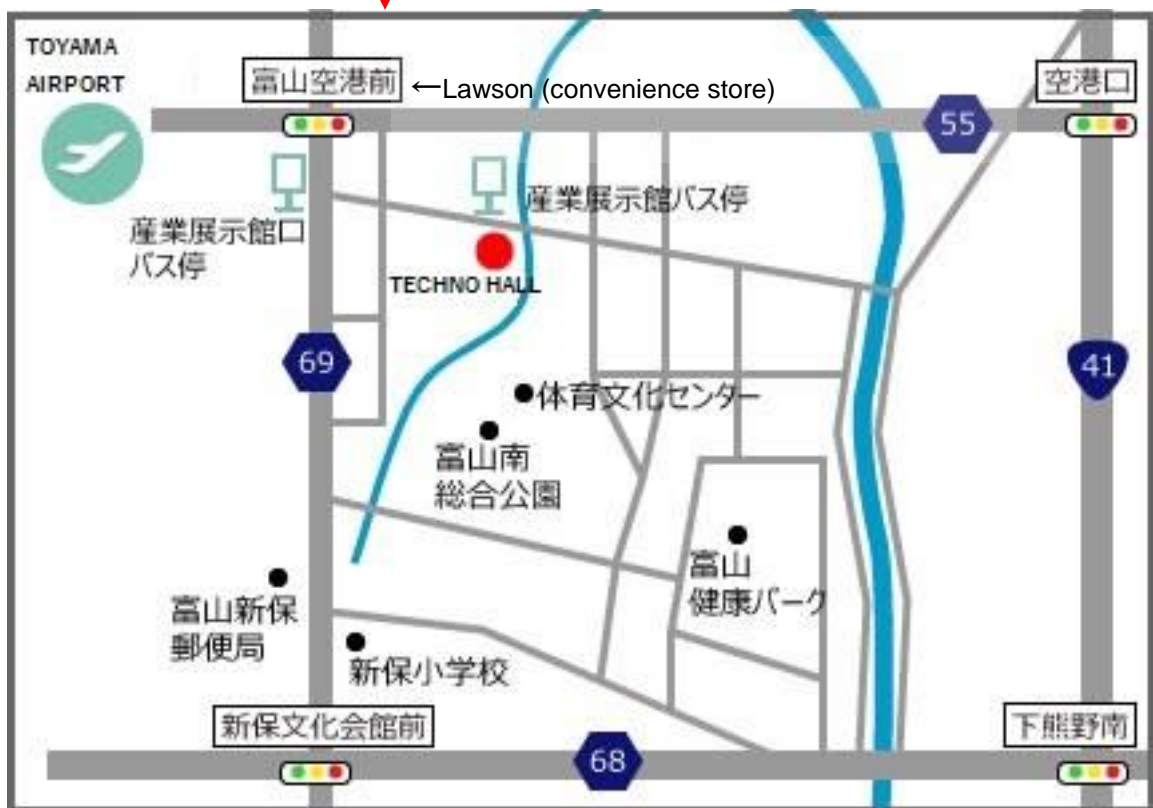 TOYAMA
AIRPORT
富山空港前
←Lawson (convenience store)
空港口
55
産業展示館口
バス停
産業展示館バス停
TECHNO HALL
69
41
体育文化センター
富山南
総合公園
富山
健康パーク
富山新保
郵便局
新保小学校
新保文化会館前
下熊野南
68